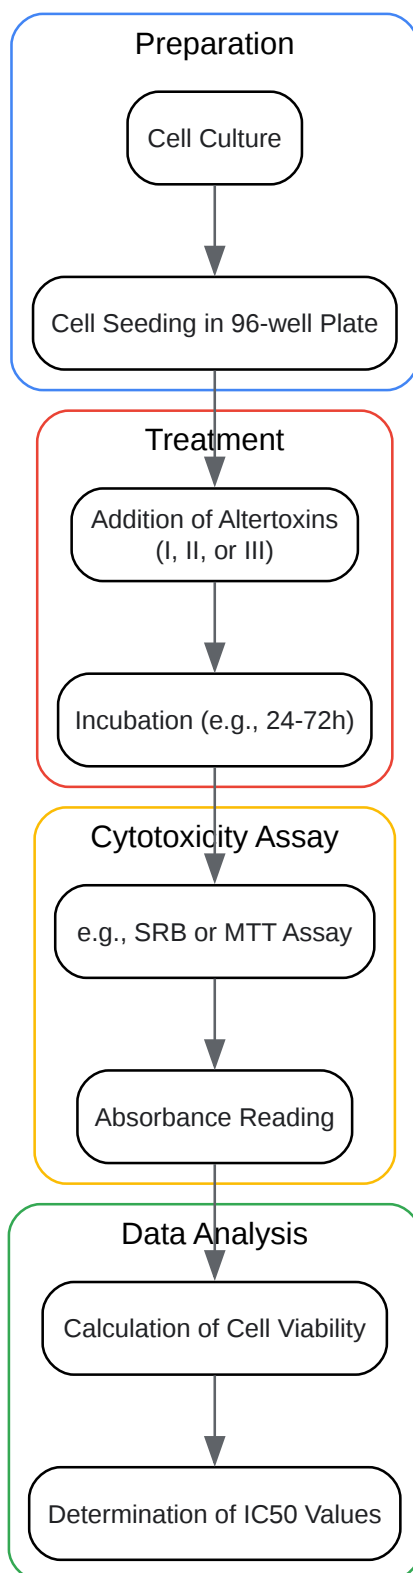 Preparation
Cell Culture
Cell Seeding in 96-well Plate
Treatment
Addition of Altertoxins
(I, II, or III)
Incubation (e.g., 24-72h)
Cytotoxicity Assay
e.g., SRB or MTT Assay
Absorbance Reading
Data Analysis
Calculation of Cell Viability
Determination of IC50 Values